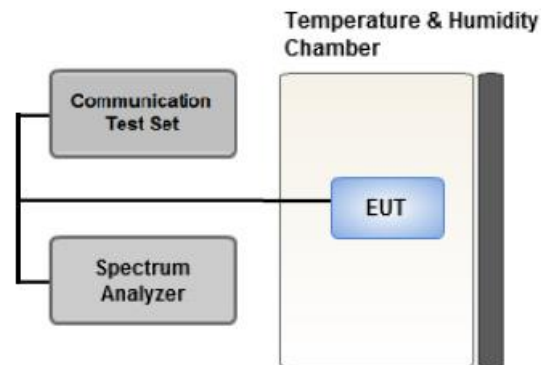 Temperature & Humidity
Chamber
Communication
Test Set
EUT
Spectrum
Analyzer